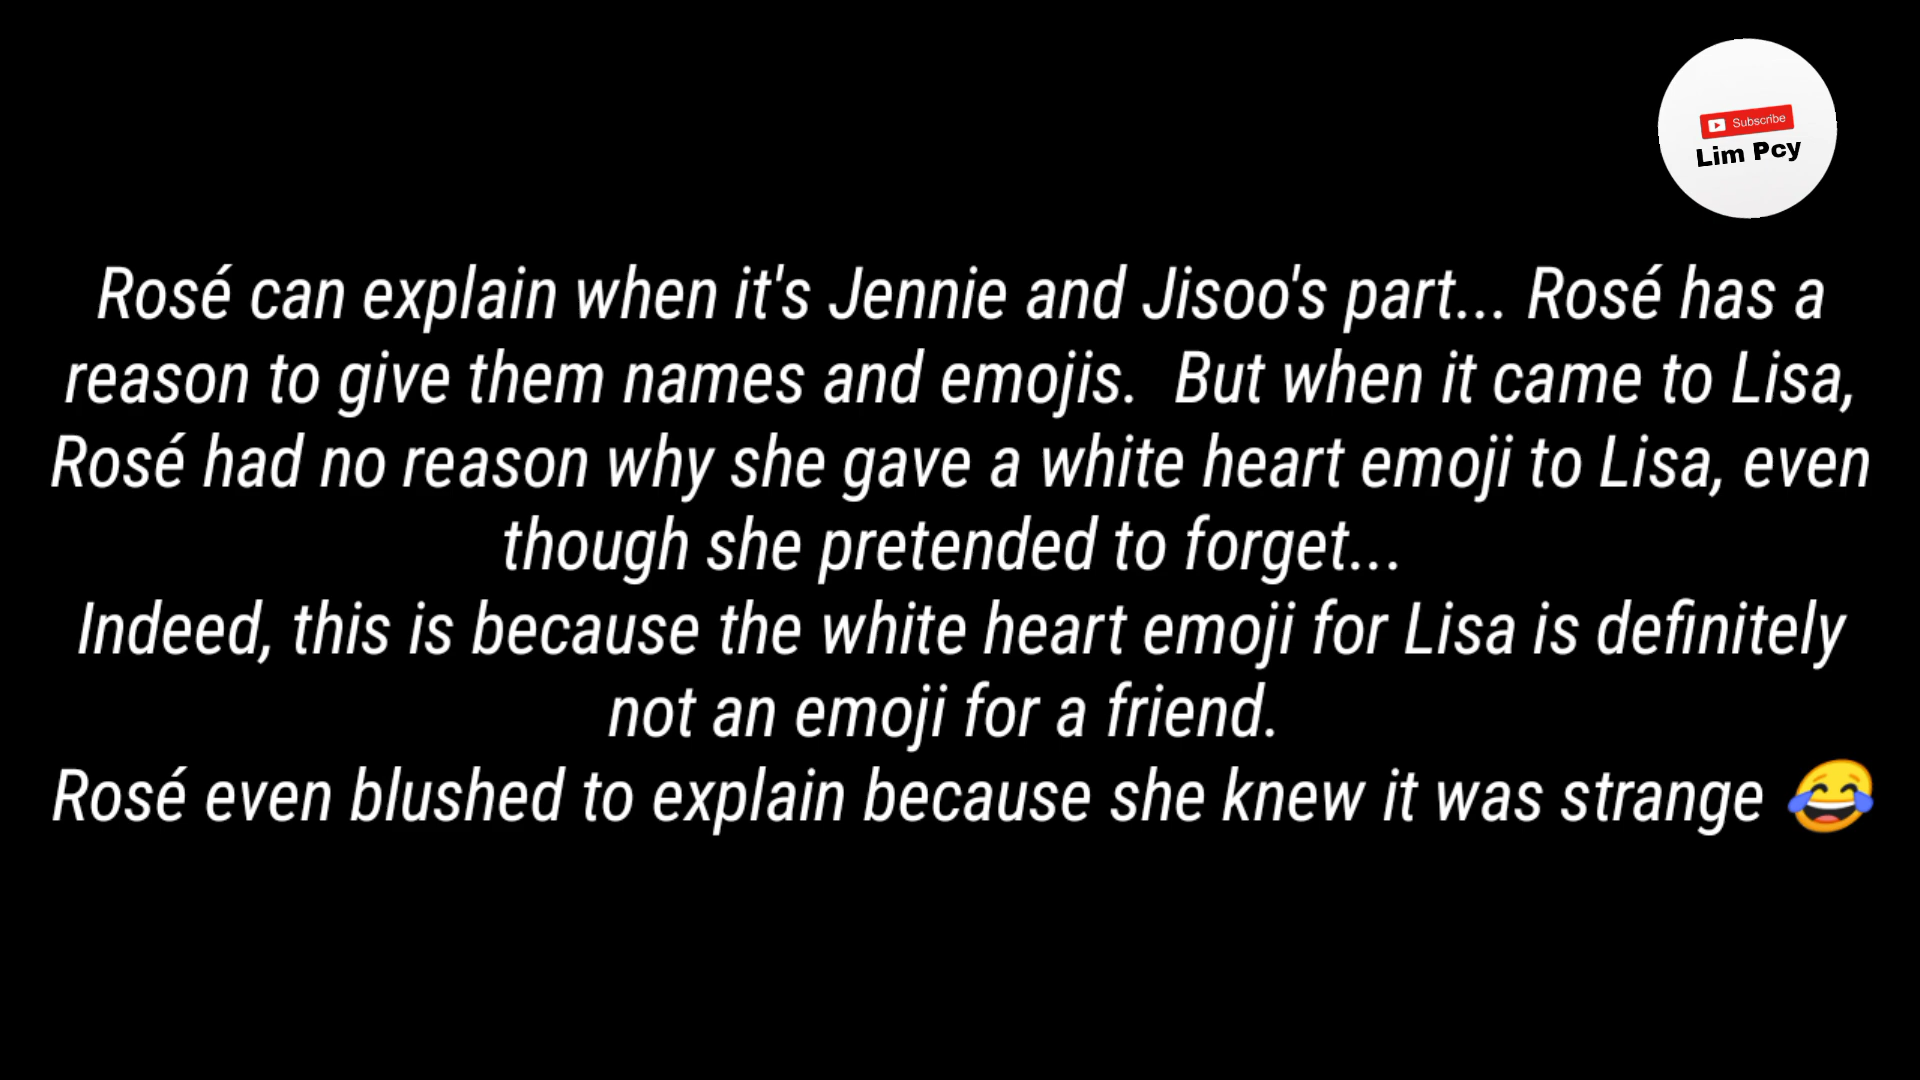 Subscribe
Lim Pcy
Rosé can explain when it's Jennie and Jisoo's part... Rosé has a
reason to give them names and emojis.  But when it came to Lisa,
Rosé had no reason why she gave a white heart emoji to Lisa, even
though she pretended to forget...
Indeed, this is because the white heart emoji for Lisa is definitely
not an emoji for a friend.
Rosé even blushed to explain because she knew it was strange 😂